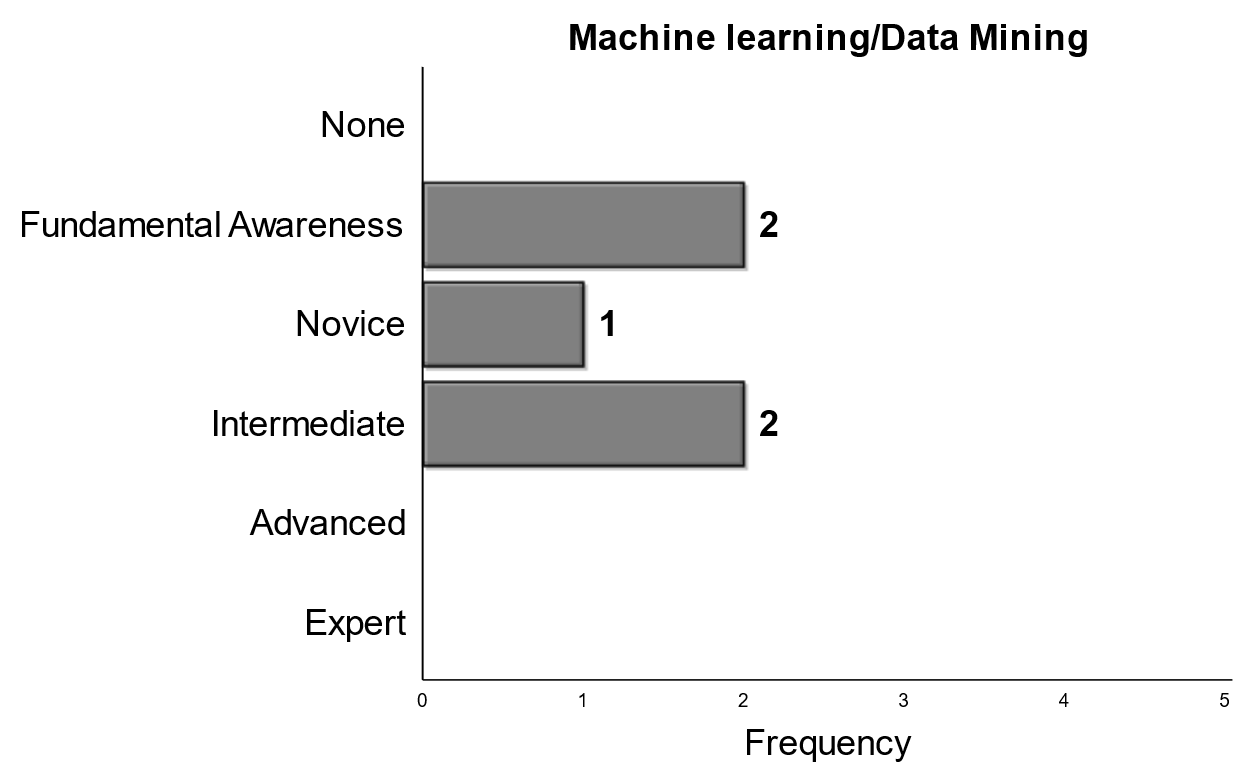 Machine learning/Data Mining
None
Fundamental Awareness
2
Novice
1
Intermediate
2
Advanced
Expert
0 1 2 3 4 5
Frequency